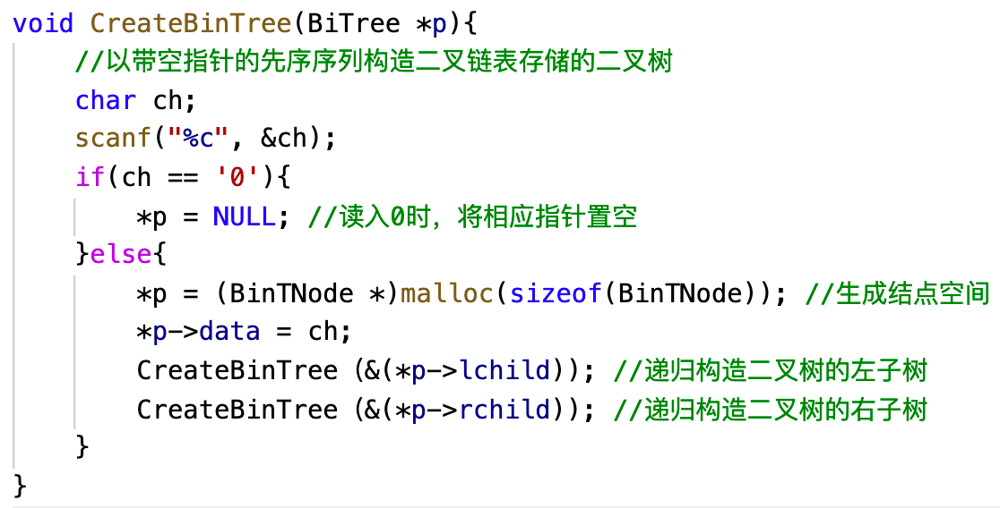 void CreateBinTree(BiTree *p){
    //以带空指针的先序序列构造二叉链表存储的二叉树
    char ch;
    scanf("%c", &ch);
    if(ch == '0'){
        *p = NULL; //读入0时，将相应指针置空
    }else{
        *p = (BinTNode *)malloc(sizeof(BinTNode)); //生成结点空间
        *p->data = ch;
        CreateBinTree (&(*p->lchild)); //递归构造二叉树的左子树
        CreateBinTree (&(*p->rchild)); //递归构造二叉树的右子树
    }
}